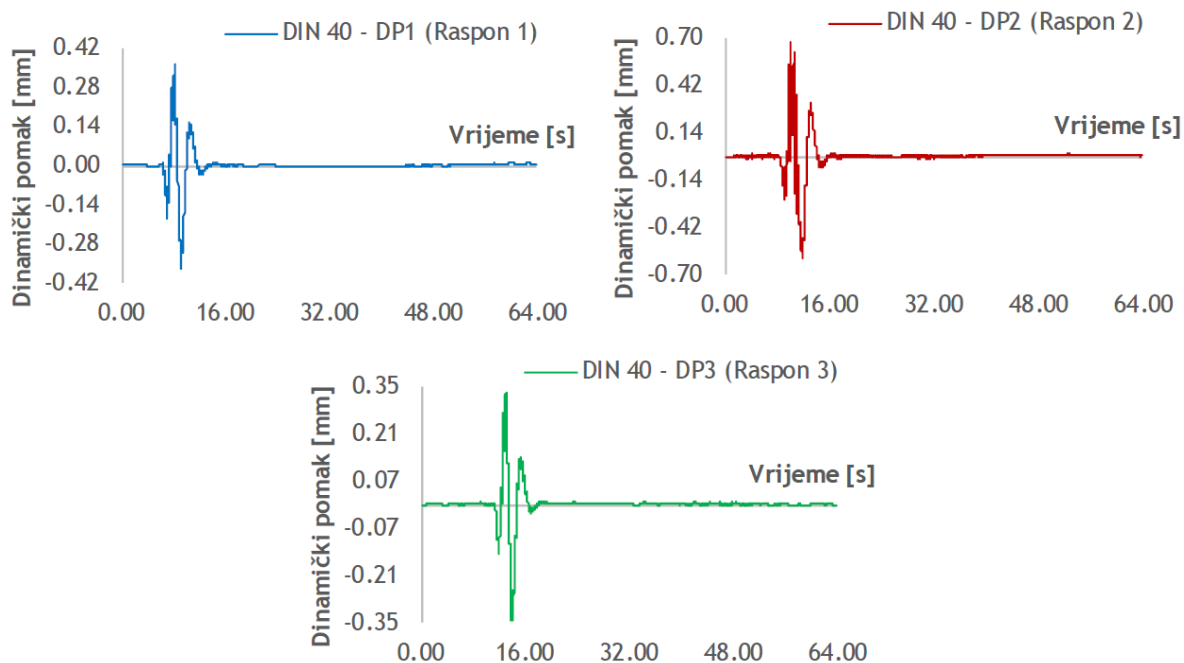 DIN 40 - DP1 (Raspon 1)
Dinamički pomak [mm]
0.42
0.28
0.14
0.00
-0.14
-0.28
-0.42
Vrijeme [s]
0.00 16.00 32.00 48.00 64.00
DIN 40 - DP2 (Raspon 2)
Dinamički pomak [mm]
0.70
0.42
0.14
-0.14
-0.42
-0.70
Vrijeme [s]
0.00 16.00 32.00 48.00 64.00
DIN 40 - DP3 (Raspon 3)
Dinamički pomak [mm]
0.35
0.21
0.07
-0.07
-0.21
-0.35
Vrijeme [s]
0.00 16.00 32.00 48.00 64.00